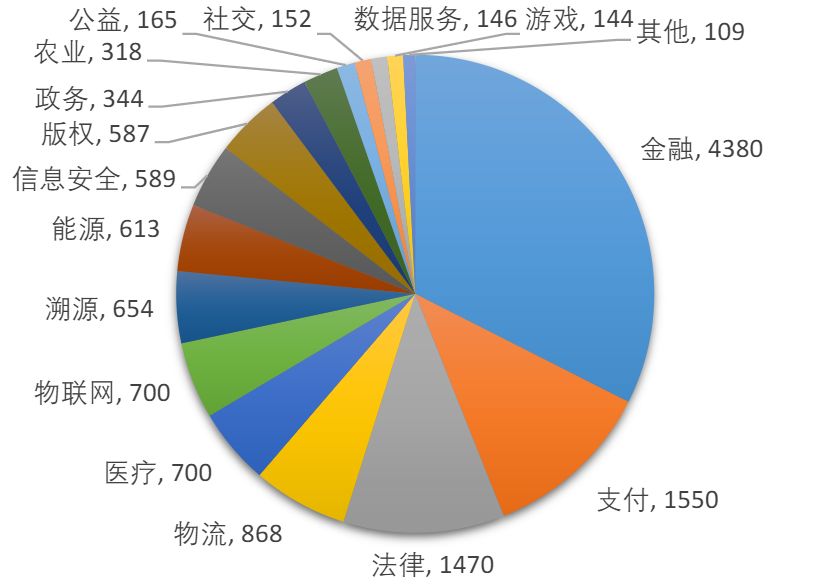 公益, 165
社交, 152
数据服务, 146
游戏, 144
其他, 109
农业, 318
政务, 344
版权, 587
信息安全, 589
能源, 613
溯源, 654
物联网, 700
医疗, 700
物流, 868
法律, 1470
支付, 1550
金融, 4380